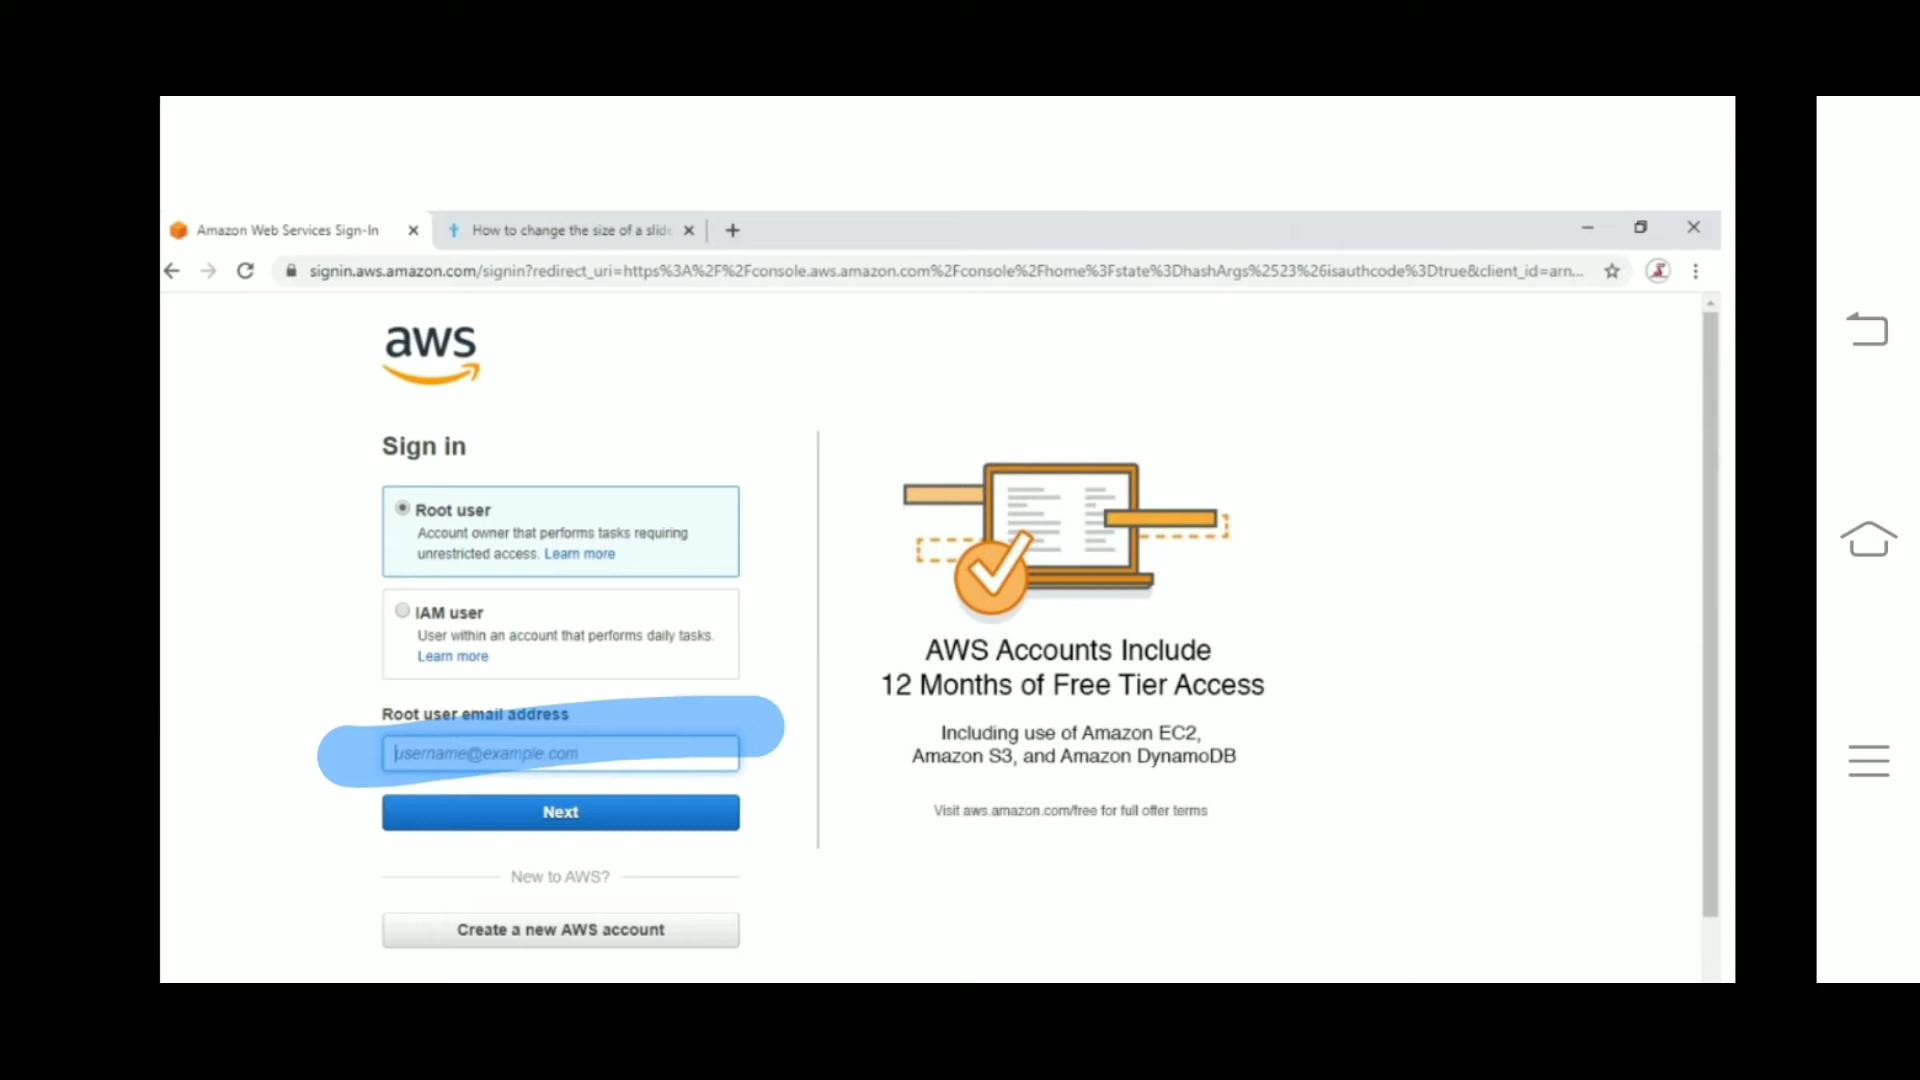 Amazon Web Services Sign-In
How to change the size of a slid
signin.aws.amazon.com/signin?redirect_uri=https%3A%2F%2Fconsole.aws.amazon.com%2Fconsole%2Fhome%3Fstate%3DhashArgs%2523%26isauthcode%3Dtrue&client_id=arn...
aws
Sign in
Root user
Account owner that performs tasks requiring
unrestricted access. Learn more
IAM user
User within an account that performs daily tasks.
Learn more
Root user email address
username@example.com
Next
New to AWS?
Create a new AWS account
AWS Accounts Include
12 Months of Free Tier Access
Including use of Amazon EC2,
Amazon S3, and Amazon DynamoDB
Visit aws.amazon.com/free for full offer terms